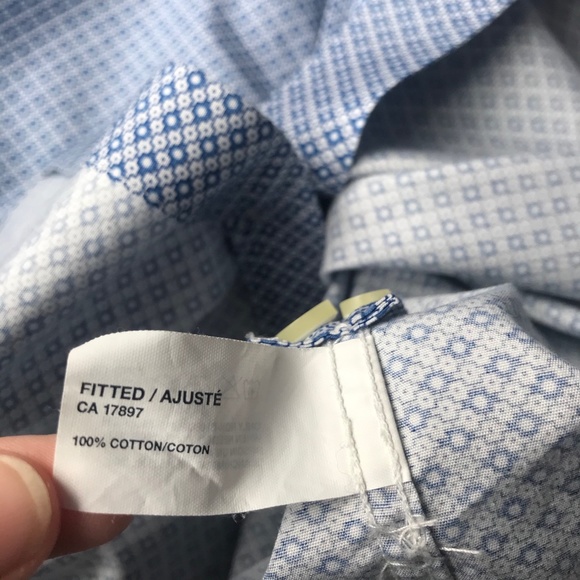 FITTED / AJUSTÉ
CA 17897
100% COTTON/COTON